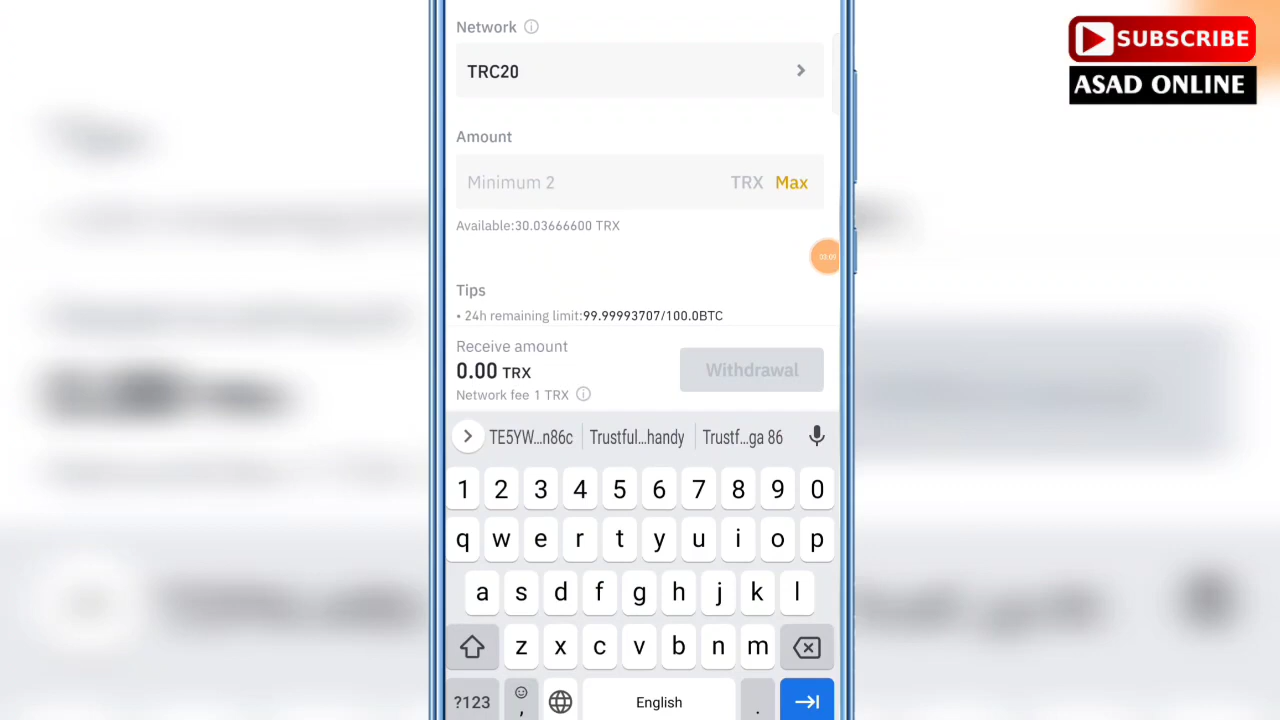 SUBSCRIBE
ASAD ONLINE
Network
TRC20
Amount
Minimum 2 TRX Max
Available:30.03666600 TRX
Tips
• 24h remaining limit:99.99993707/100.0BTC
Receive amount
0.00 TRX
Withdrawal
Network fee 1 TRX
TE5YW...n86c Trustful...handy Trustf...ga 86
1 2 3 4 5 6 7 8 9 0
q w e r t y u i o p
a s d f g h j k l
z x c v b n m
?123 , English .